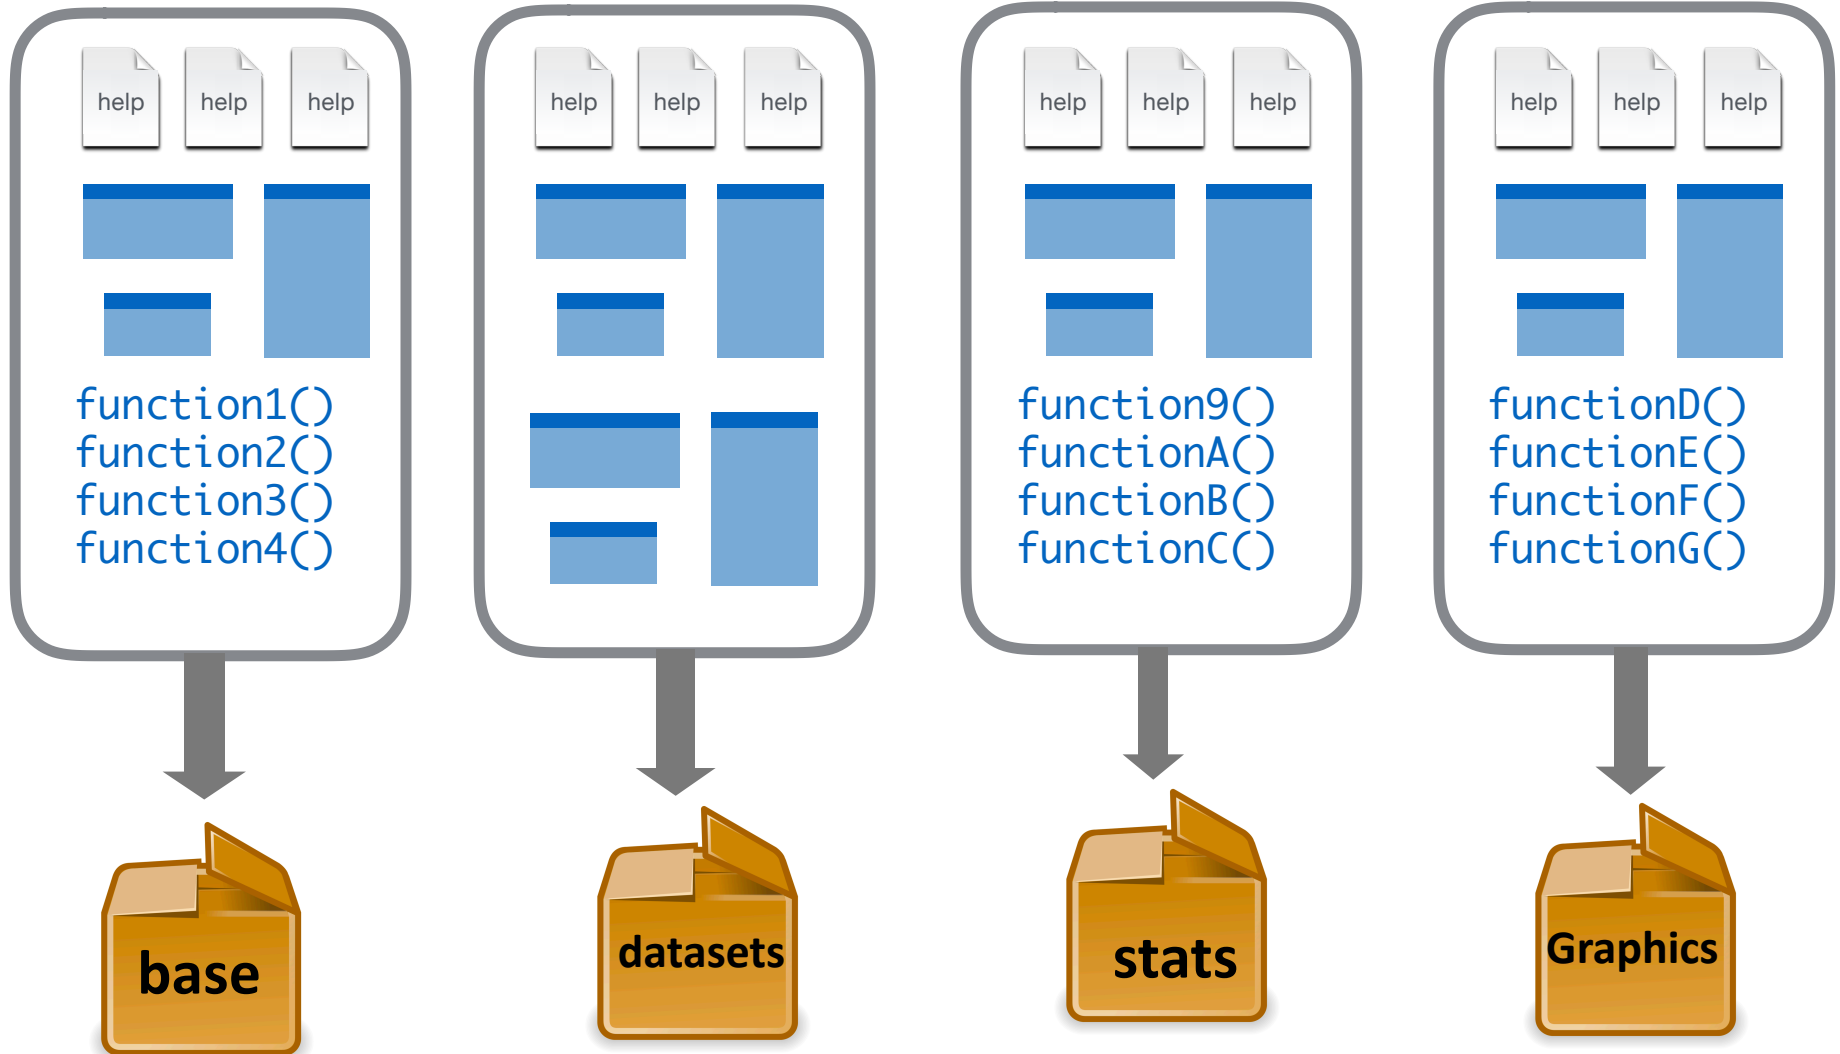 help help help
function1()
function2()
function3()
function4()
base
help help help
datasets
help help help
function9()
functionA()
functionB()
functionC()
stats
help help help
functionD()
functionE()
functionF()
functionG()
Graphics